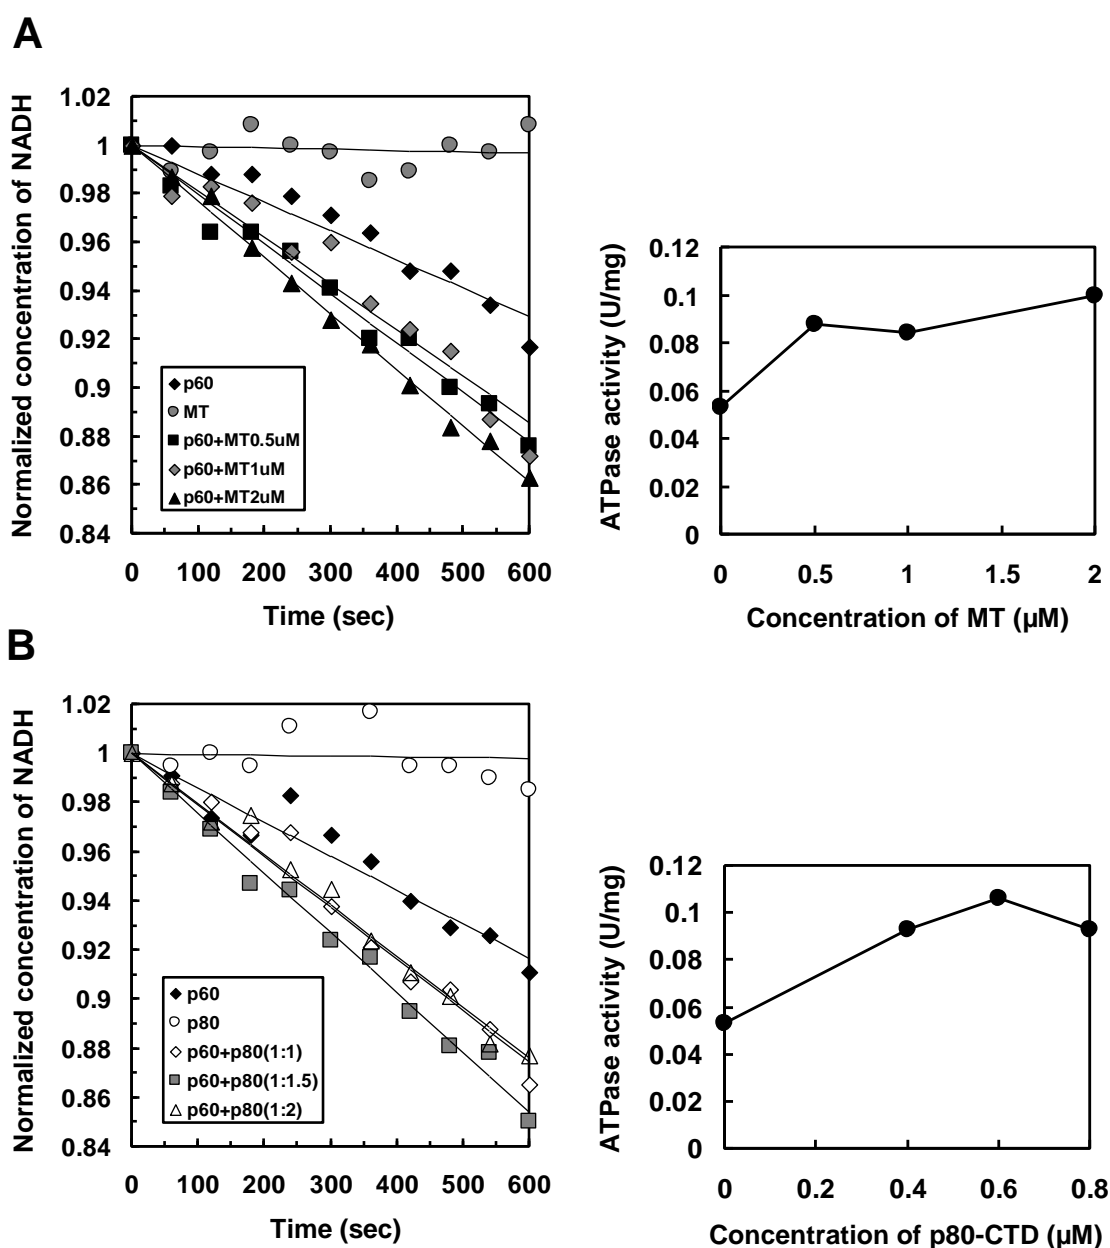 A
Normalized concentration of NADH
1.02
1
0.98
0.96
0.94
0.92
0.9
0.88
0.86
0.84
p60
MT
p60+MT0.5uM
p60+MT1uM
p60+MT2uM
0 100 200 300 400 500 600
Time (sec)
ATPase activity (U/mg)
0.12
0.1
0.08
0.06
0.04
0.02
0
0 0.5 1 1.5 2
Concentration of MT (µM)
B
Normalized concentration of NADH
1.02
1
0.98
0.96
0.94
0.92
0.9
0.88
0.86
0.84
p60
p80
p60+p80(1:1)
p60+p80(1:1.5)
p60+p80(1:2)
0 100 200 300 400 500 600
Time (sec)
ATPase activity (U/mg)
0.12
0.1
0.08
0.06
0.04
0.02
0
0 0.2 0.4 0.6 0.8
Concentration of p80-CTD (µM)